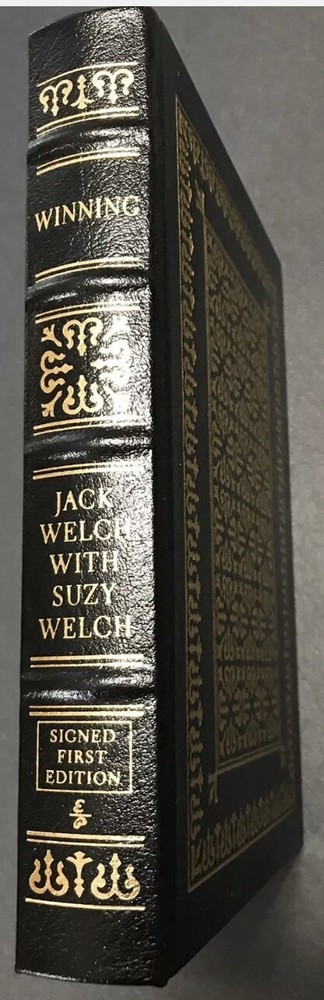 WINNING
JACK
WELCH
WITH
SUZY
WELCH
SIGNED
FIRST
EDITION